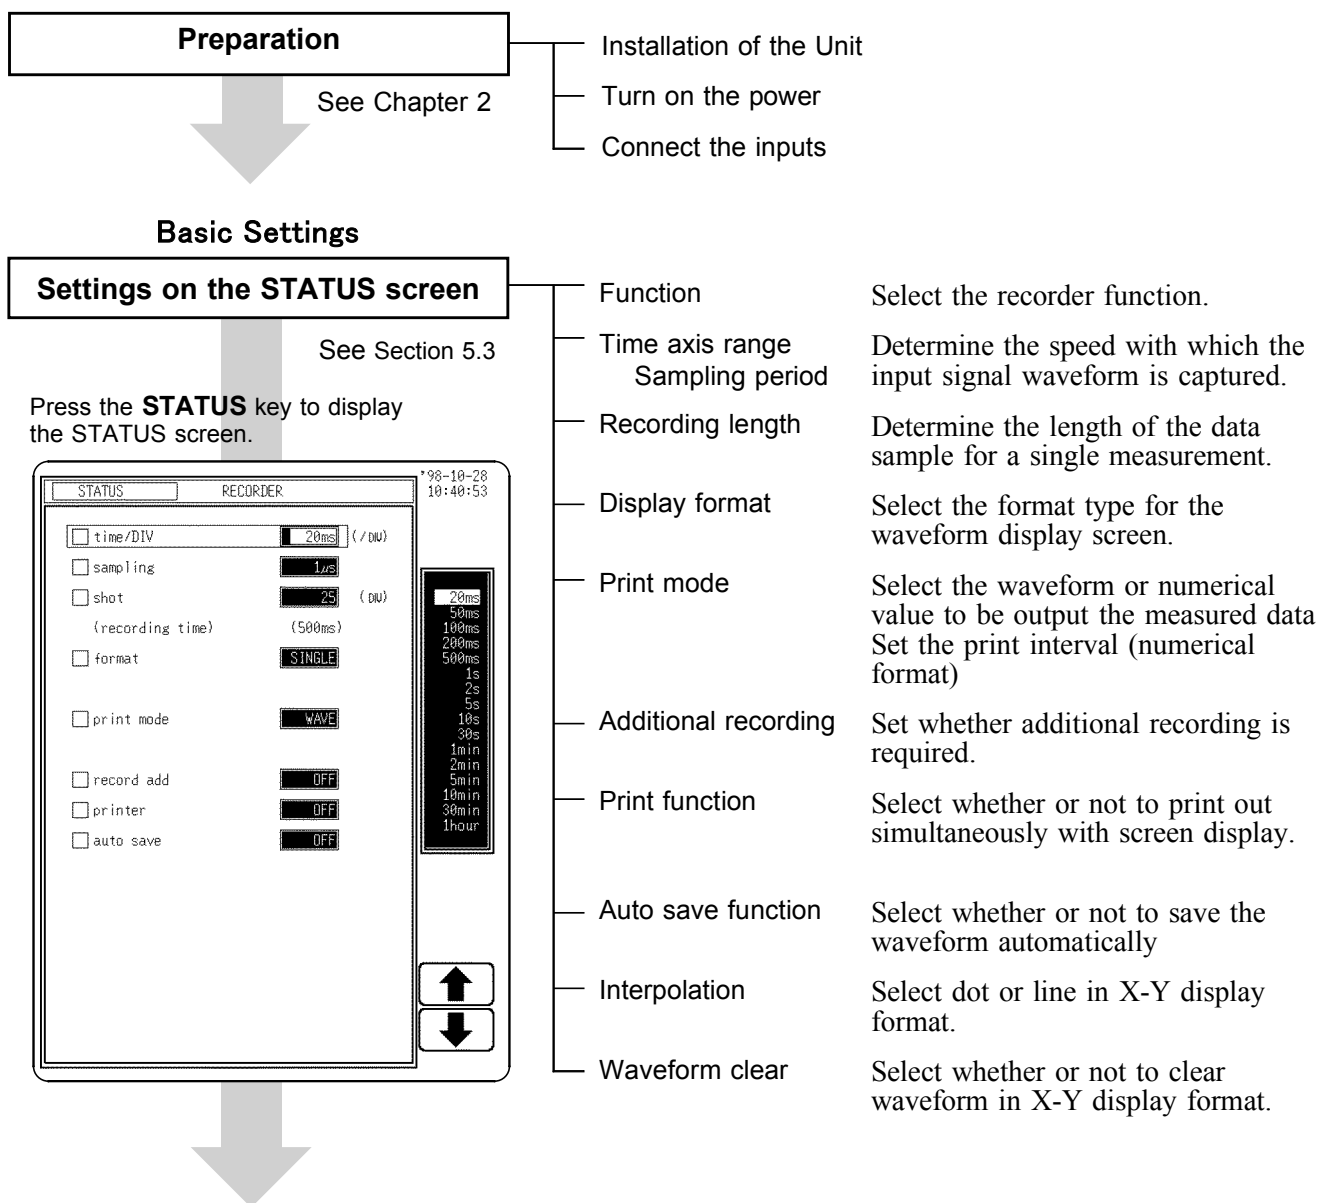 Preparation
See Chapter 2
Installation of the Unit
Turn on the power
Connect the inputs
Basic Settings
Settings on the STATUS screen
See Section 5.3
Press the STATUS key to display
the STATUS screen.
'98-10-28
10:40:53
STATUS RECORDER
time/DIV 20ms (/DIV)
sampling 1µs
shot 25 (DIV)
(recording time) (500ms)
format SINGLE
print mode WAVE
record add OFF
printer OFF
auto save OFF
20ms
50ms
100ms
200ms
500ms
1s
2s
5s
10s
30s
1min
2min
5min
10min
30min
1hour
Function Select the recorder function.
Time axis range Determine the speed with which the
Sampling period input signal waveform is captured.
Recording length Determine the length of the data
sample for a single measurement.
Display format Select the format type for the
waveform display screen.
Print mode Select the waveform or numerical
value to be output the measured data
Set the print interval (numerical
format)
Additional recording Set whether additional recording is
required.
Print function Select whether or not to print out
simultaneously with screen display.
Auto save function Select whether or not to save the
waveform automatically
Interpolation Select dot or line in X-Y display
format.
Waveform clear Select whether or not to clear
waveform in X-Y display format.